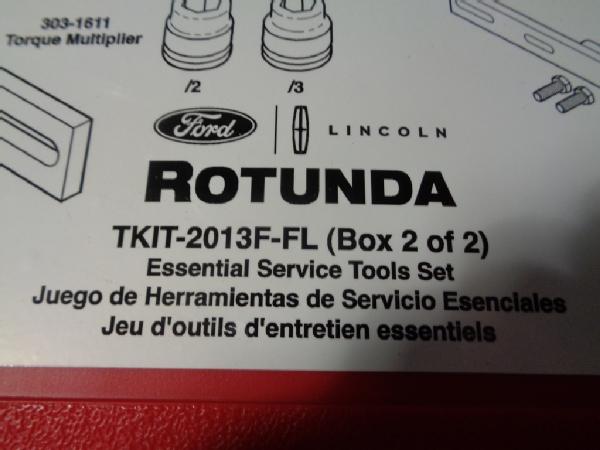 303-1611
Torque Multiplier
/2
/3
Ford
LINCOLN
ROTUNDA
TKIT-2013F-FL (Box 2 of 2)
Essential Service Tools Set
Juego de Herramientas de Servicio Esenciales
Jeu d'outils d'entretien essentiels